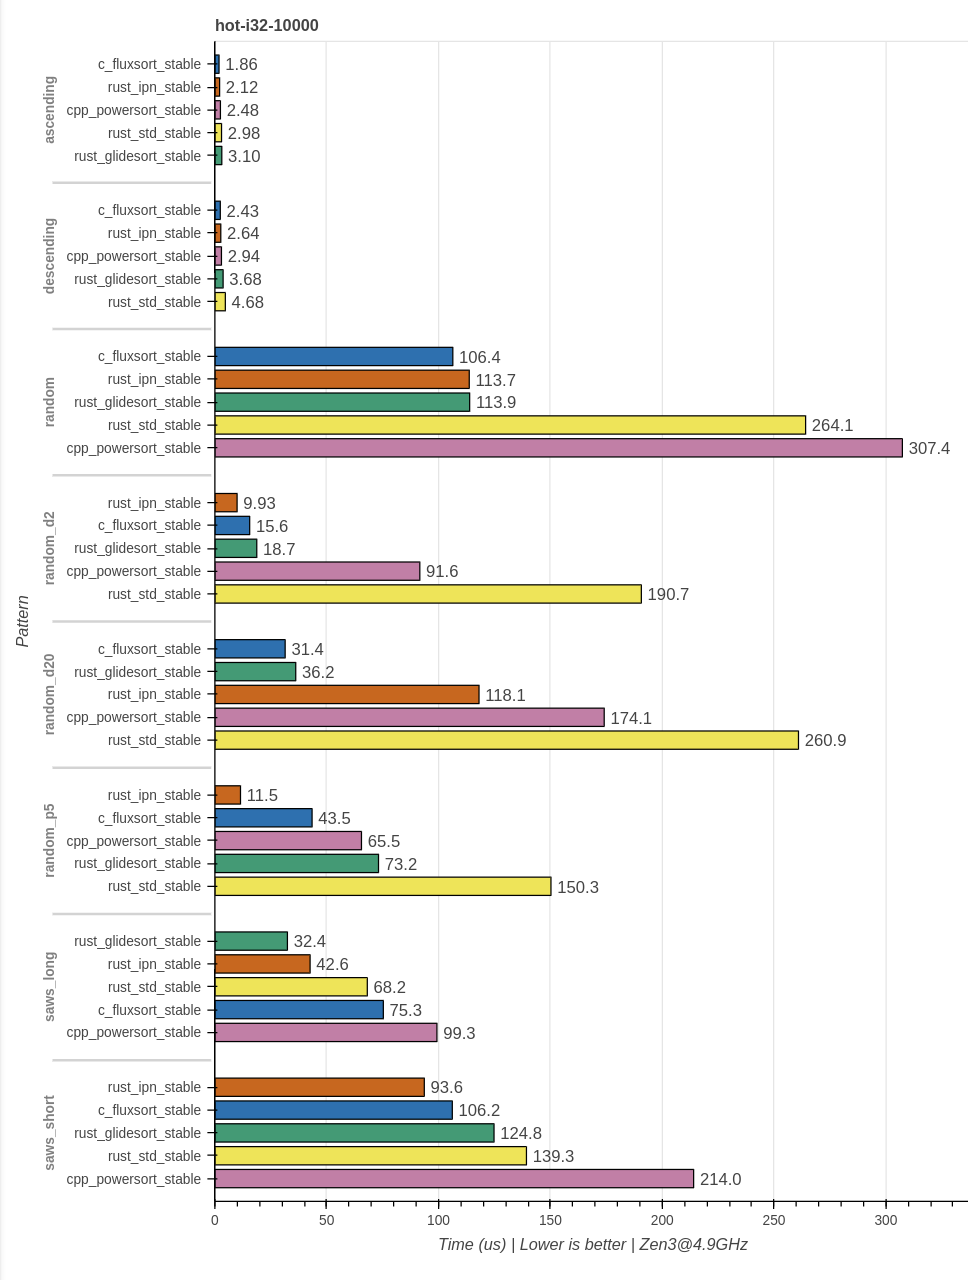 hot-i32-10000
Pattern
ascending
c_fluxsort_stable 1.86
rust_ipn_stable 2.12
cpp_powersort_stable 2.48
rust_std_stable 2.98
rust_glidesort_stable 3.10
descending
c_fluxsort_stable 2.43
rust_ipn_stable 2.64
cpp_powersort_stable 2.94
rust_glidesort_stable 3.68
rust_std_stable 4.68
random
c_fluxsort_stable 106.4
rust_ipn_stable 113.7
rust_glidesort_stable 113.9
rust_std_stable 264.1
cpp_powersort_stable 307.4
random_d2
rust_ipn_stable 9.93
c_fluxsort_stable 15.6
rust_glidesort_stable 18.7
cpp_powersort_stable 91.6
rust_std_stable 190.7
random_d20
c_fluxsort_stable 31.4
rust_glidesort_stable 36.2
rust_ipn_stable 118.1
cpp_powersort_stable 174.1
rust_std_stable 260.9
random_p5
rust_ipn_stable 11.5
c_fluxsort_stable 43.5
cpp_powersort_stable 65.5
rust_glidesort_stable 73.2
rust_std_stable 150.3
saws_long
rust_glidesort_stable 32.4
rust_ipn_stable 42.6
rust_std_stable 68.2
c_fluxsort_stable 75.3
cpp_powersort_stable 99.3
saws_short
rust_ipn_stable 93.6
c_fluxsort_stable 106.2
rust_glidesort_stable 124.8
rust_std_stable 139.3
cpp_powersort_stable 214.0
0 50 100 150 200 250 300
Time (us) | Lower is better | Zen3@4.9GHz